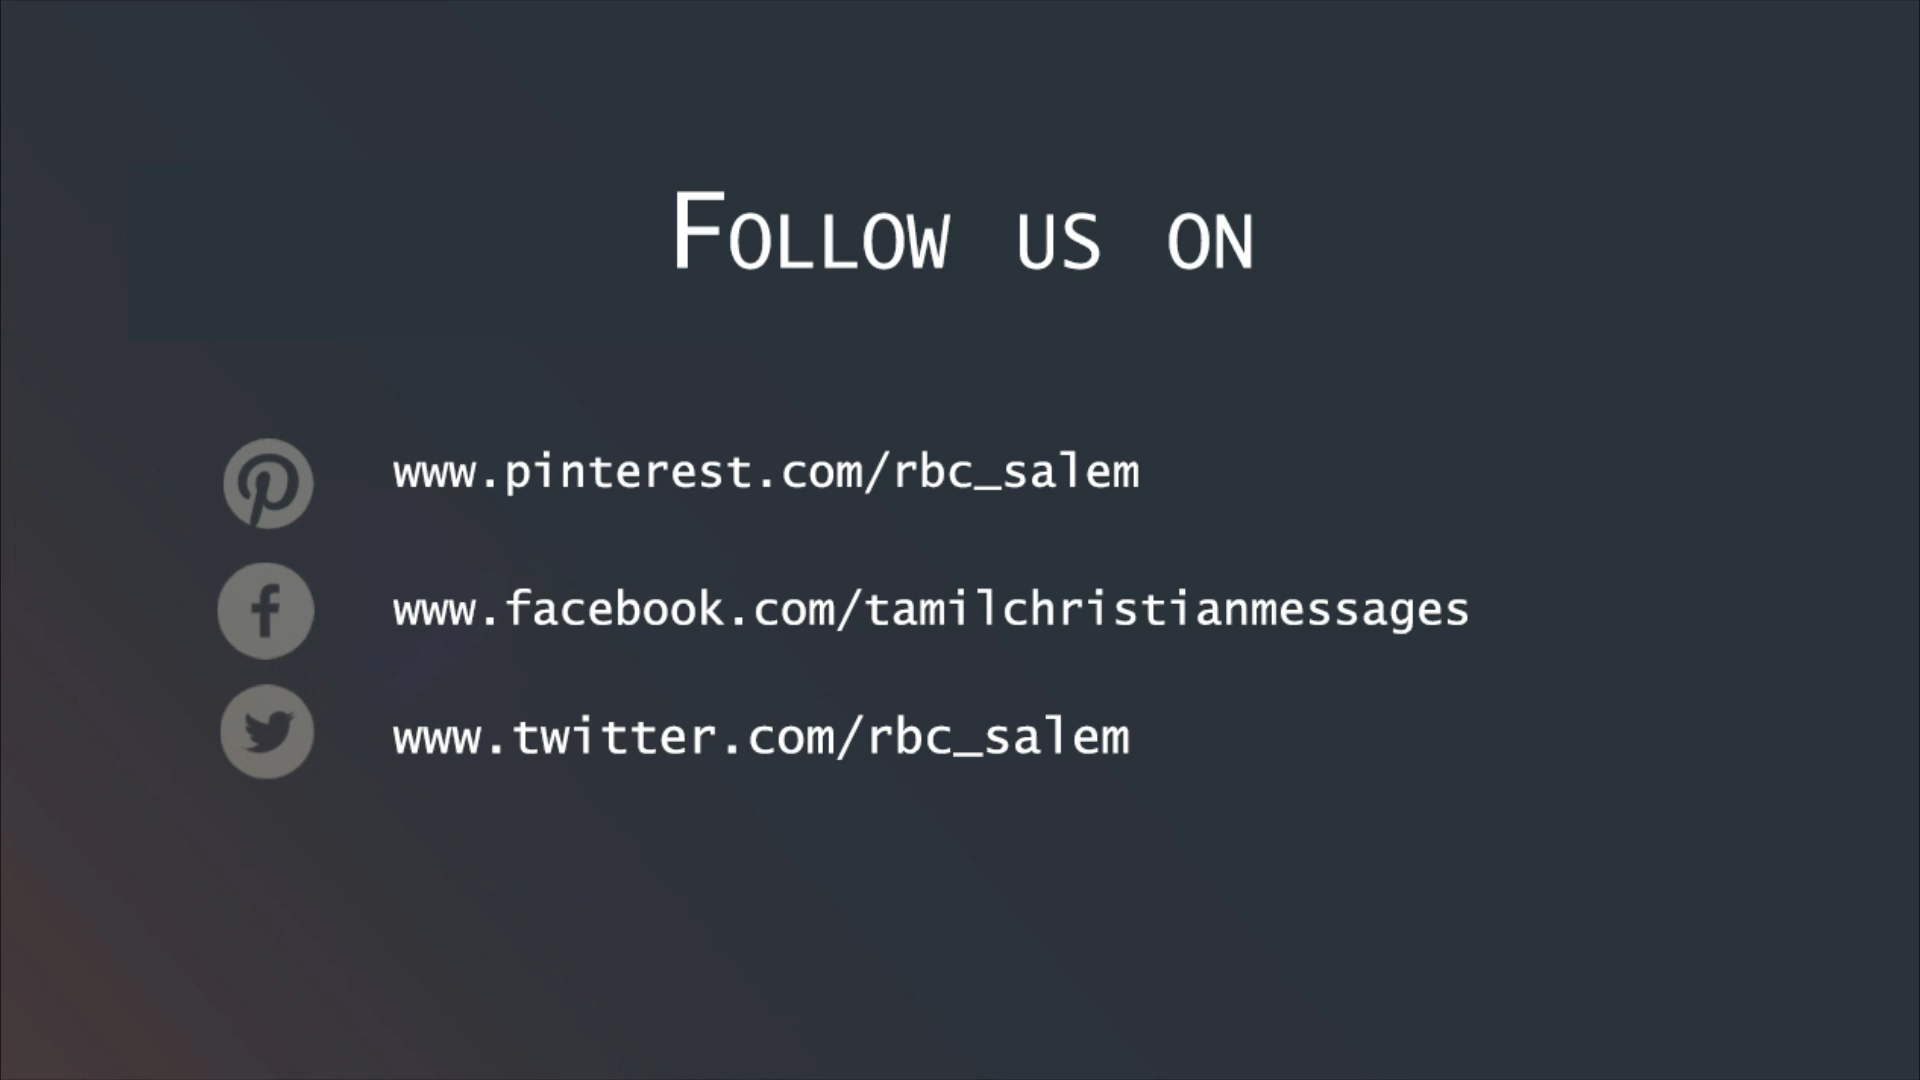 Follow us on
www.pinterest.com/rbc_salem
www.facebook.com/tamilchristianmessages
www.twitter.com/rbc_salem